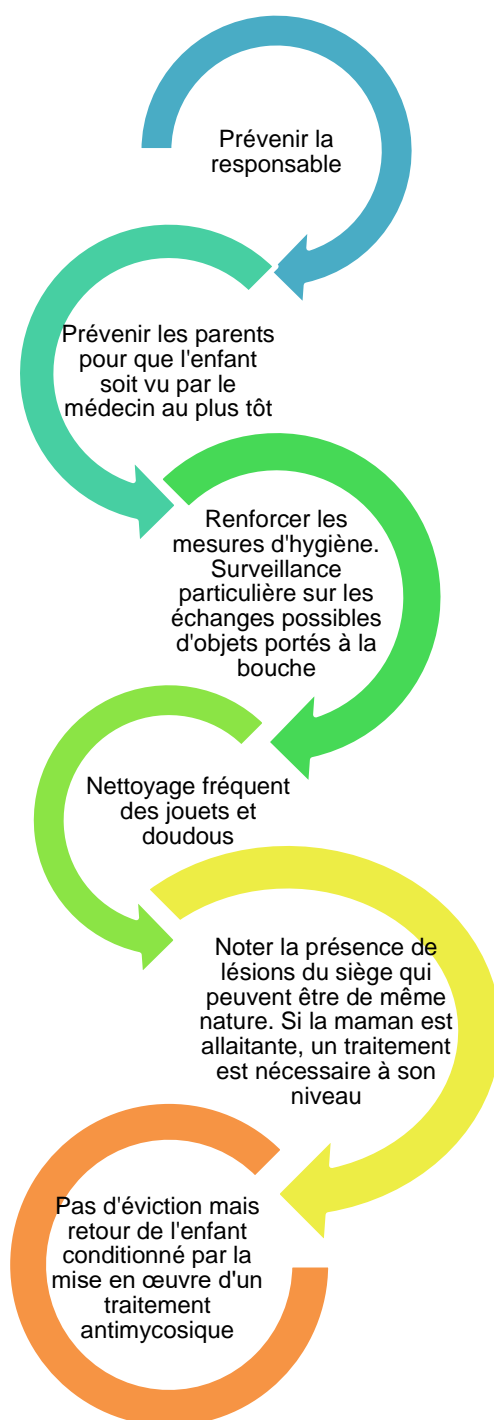 Prévenir la
responsable
Prévenir les parents
pour que l'enfant
soit vu par le
médecin au plus tôt
Renforcer les
mesures d'hygiène.
Surveillance
particulière sur les
échanges possibles
d'objets portés à la
bouche
Nettoyage fréquent
des jouets et
doudous
Noter la présence de
lésions du siège qui
peuvent être de même
nature. Si la maman est
allaitante, un traitement
est nécessaire à son
niveau
Pas d'éviction mais
retour de l'enfant
conditionné par la
mise en œuvre d'un
traitement
antimycosique